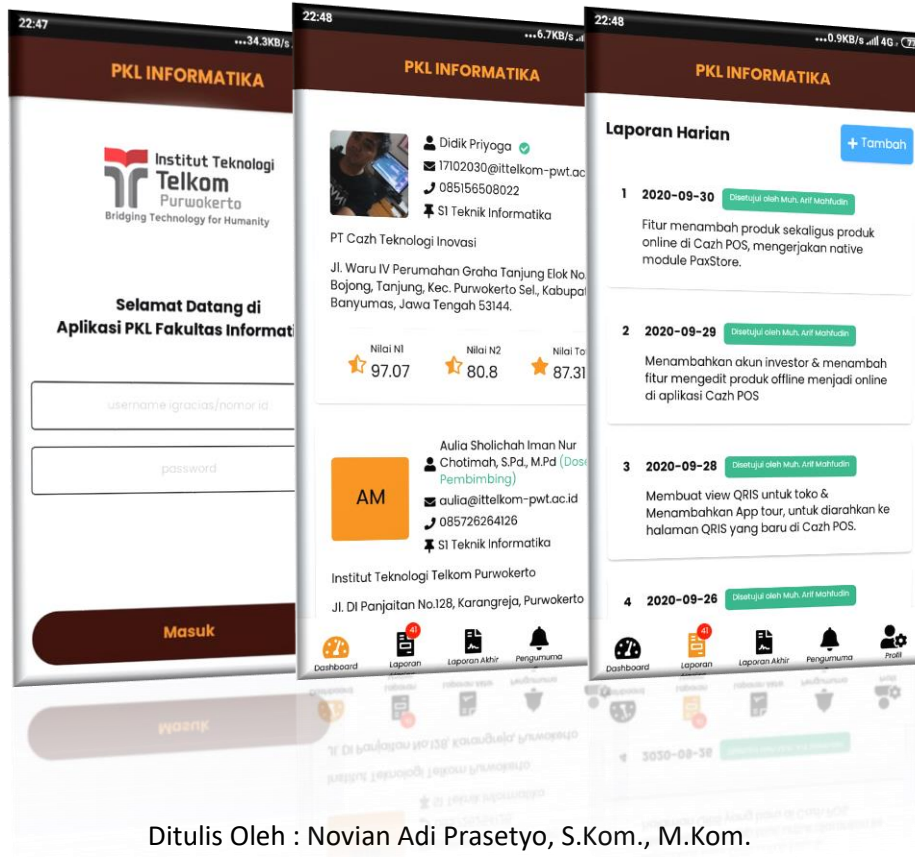 22:47
...34.3KB/s
PKL INFORMATIKA
Institut Teknologi
Telkom
Purwokerto
Bridging Technology for Humanity
Selamat Datang di
Aplikasi PKL Fakultas Informati
username igracias/nomor id
password
Masuk
22:48
...6.7KB/s
PKL INFORMATIKA
Didik Priyoga
17102030@ittelkom-pwt.ac
085156508022
S1 Teknik Informatika
PT Cazh Teknologi Inovasi
Jl. Waru IV Perumahan Graha Tanjung Elok No.
Bojong, Tanjung, Kec. Purwokerto Sel., Kabupat
Banyumas, Jawa Tengah 53144.
Nilai N1
97.07
Nilai N2
80.8
Nilai To
87.31
AM
Aulia Sholichah Iman Nur
Chotimah, S.Pd., M.Pd (Dose
Pembimbing)
aulia@ittelkom-pwt.ac.id
085726264126
S1 Teknik Informatika
Institut Teknologi Telkom Purwokerto
Jl. DI Panjaitan No.128, Karangreja, Purwokerto
41
Dashboard
Laporan
Laporan Akhir
Pengumuma
22:48
...0.9KB/s 4G 77
PKL INFORMATIKA
Laporan Harian
+ Tambah
1 2020-09-30 Disetujui oleh Muh. Arif Mahfudin
Fitur menambah produk sekaligus produk
online di Cazh POS, mengerjakan native
module PaxStore.
2 2020-09-29 Disetujui oleh Muh. Arif Mahfudin
Menambahkan akun investor & menambah
fitur mengedit produk offline menjadi online
di aplikasi Cazh POS
3 2020-09-28 Disetujui oleh Muh. Arif Mahfudin
Membuat view QRIS untuk toko &
Menambahkan App tour, untuk diarahkan ke
halaman QRIS yang baru di Cazh POS.
4 2020-09-26 Disetujui oleh Muh. Arif Mahfudin
41
Dashboard
Laporan
Laporan Akhir
Pengumuma
Profil
Ditulis Oleh : Novian Adi Prasetyo, S.Kom., M.Kom.